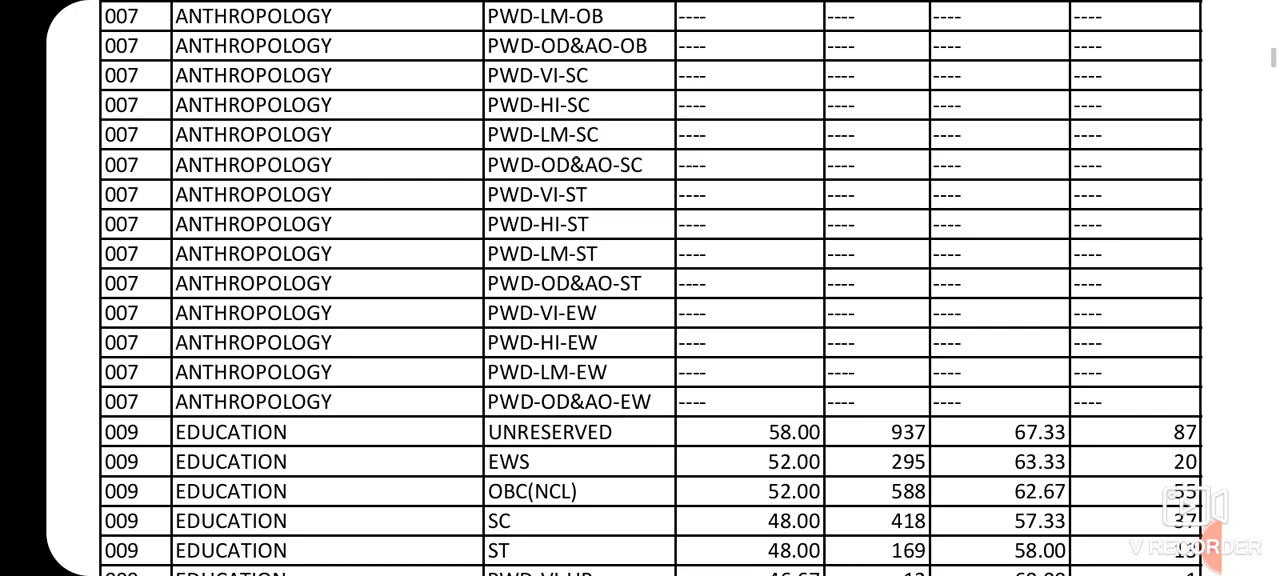 007 ANTHROPOLOGY PWD-LM-OB ---- ---- ---- ----
007 ANTHROPOLOGY PWD-OD&AO-OB ---- ---- ---- ----
007 ANTHROPOLOGY PWD-VI-SC ---- ---- ---- ----
007 ANTHROPOLOGY PWD-HI-SC ---- ---- ---- ----
007 ANTHROPOLOGY PWD-LM-SC ---- ---- ---- ----
007 ANTHROPOLOGY PWD-OD&AO-SC ---- ---- ---- ----
007 ANTHROPOLOGY PWD-VI-ST ---- ---- ---- ----
007 ANTHROPOLOGY PWD-HI-ST ---- ---- ---- ----
007 ANTHROPOLOGY PWD-LM-ST ---- ---- ---- ----
007 ANTHROPOLOGY PWD-OD&AO-ST ---- ---- ---- ----
007 ANTHROPOLOGY PWD-VI-EW ---- ---- ---- ----
007 ANTHROPOLOGY PWD-HI-EW ---- ---- ---- ----
007 ANTHROPOLOGY PWD-LM-EW ---- ---- ---- ----
007 ANTHROPOLOGY PWD-OD&AO-EW ---- ---- ---- ----
009 EDUCATION UNRESERVED 58.00 937 67.33 87
009 EDUCATION EWS 52.00 295 63.33 20
009 EDUCATION OBC(NCL) 52.00 588 62.67 55
009 EDUCATION SC 48.00 418 57.33 37
009 EDUCATION ST 48.00 169 58.00
V RECORDER
009 EDUCATION